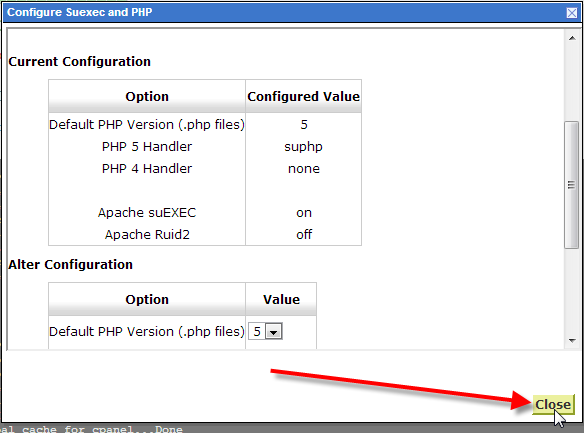 Configure Suexec and PHP
Current Configuration
Option Configured Value
Default PHP Version (.php files) 5
PHP 5 Handler suphp
PHP 4 Handler none
Apache suEXEC on
Apache Ruid2 off
Alter Configuration
Option Value
Default PHP Version (.php files) 5
Close
eal cache for cpanel...Done